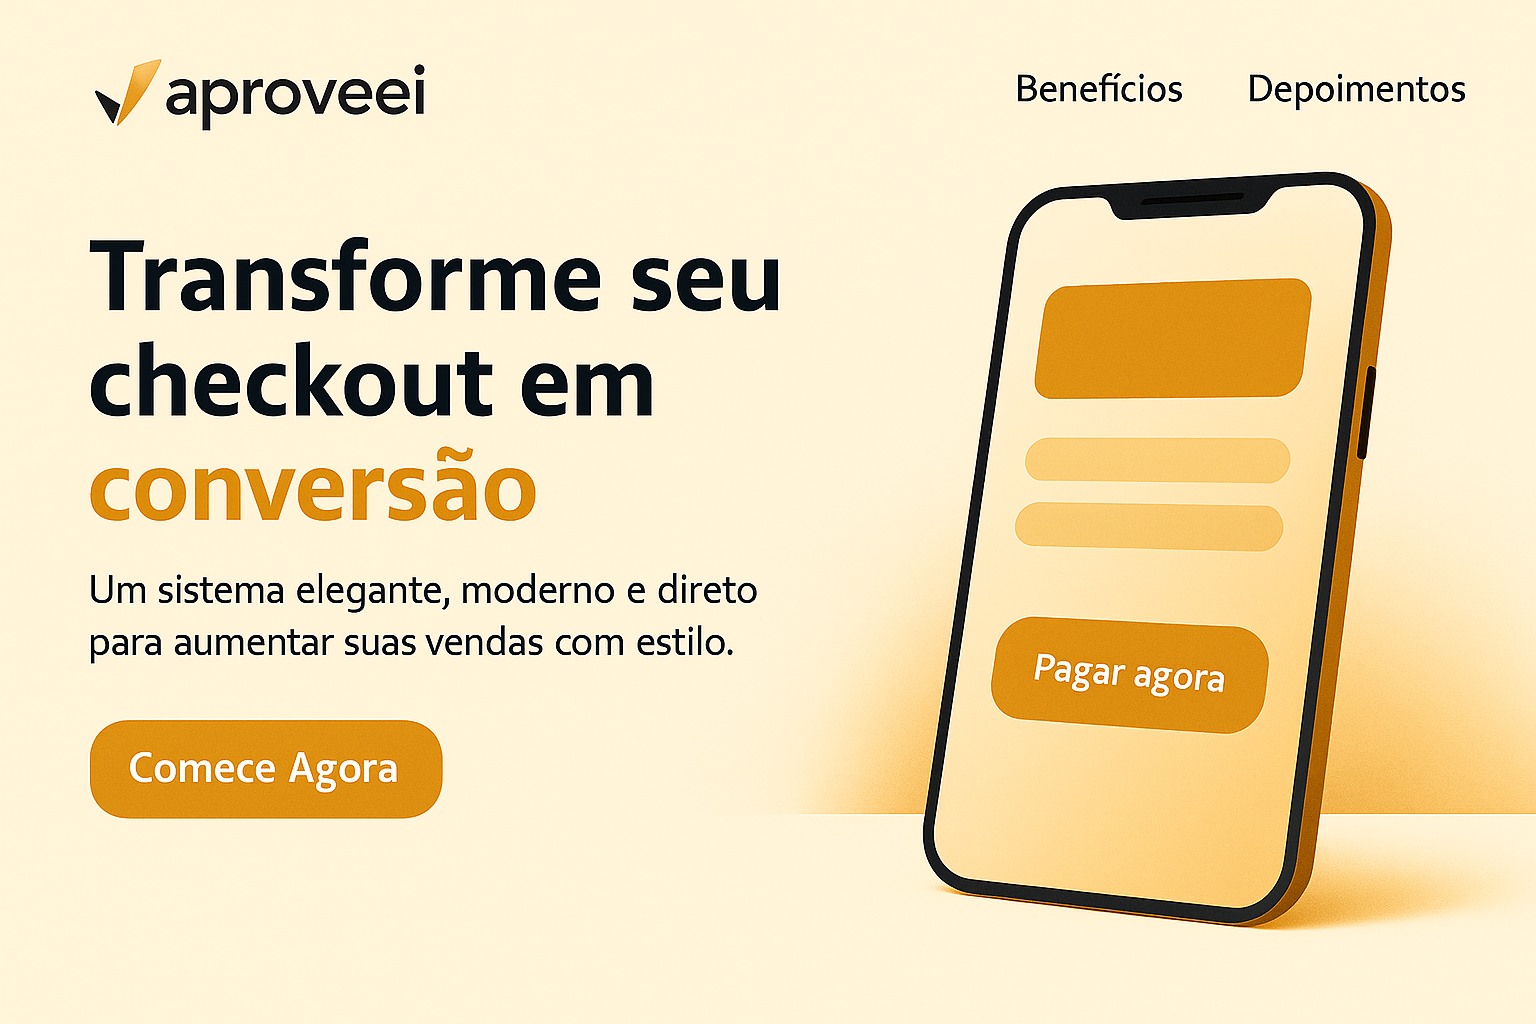 aproveei
Benefícios
Depoimentos
Transforme seu
checkout em
conversão
Um sistema elegante, moderno e direto
para aumentar suas vendas com estilo.
Comece Agora
Pagar agora